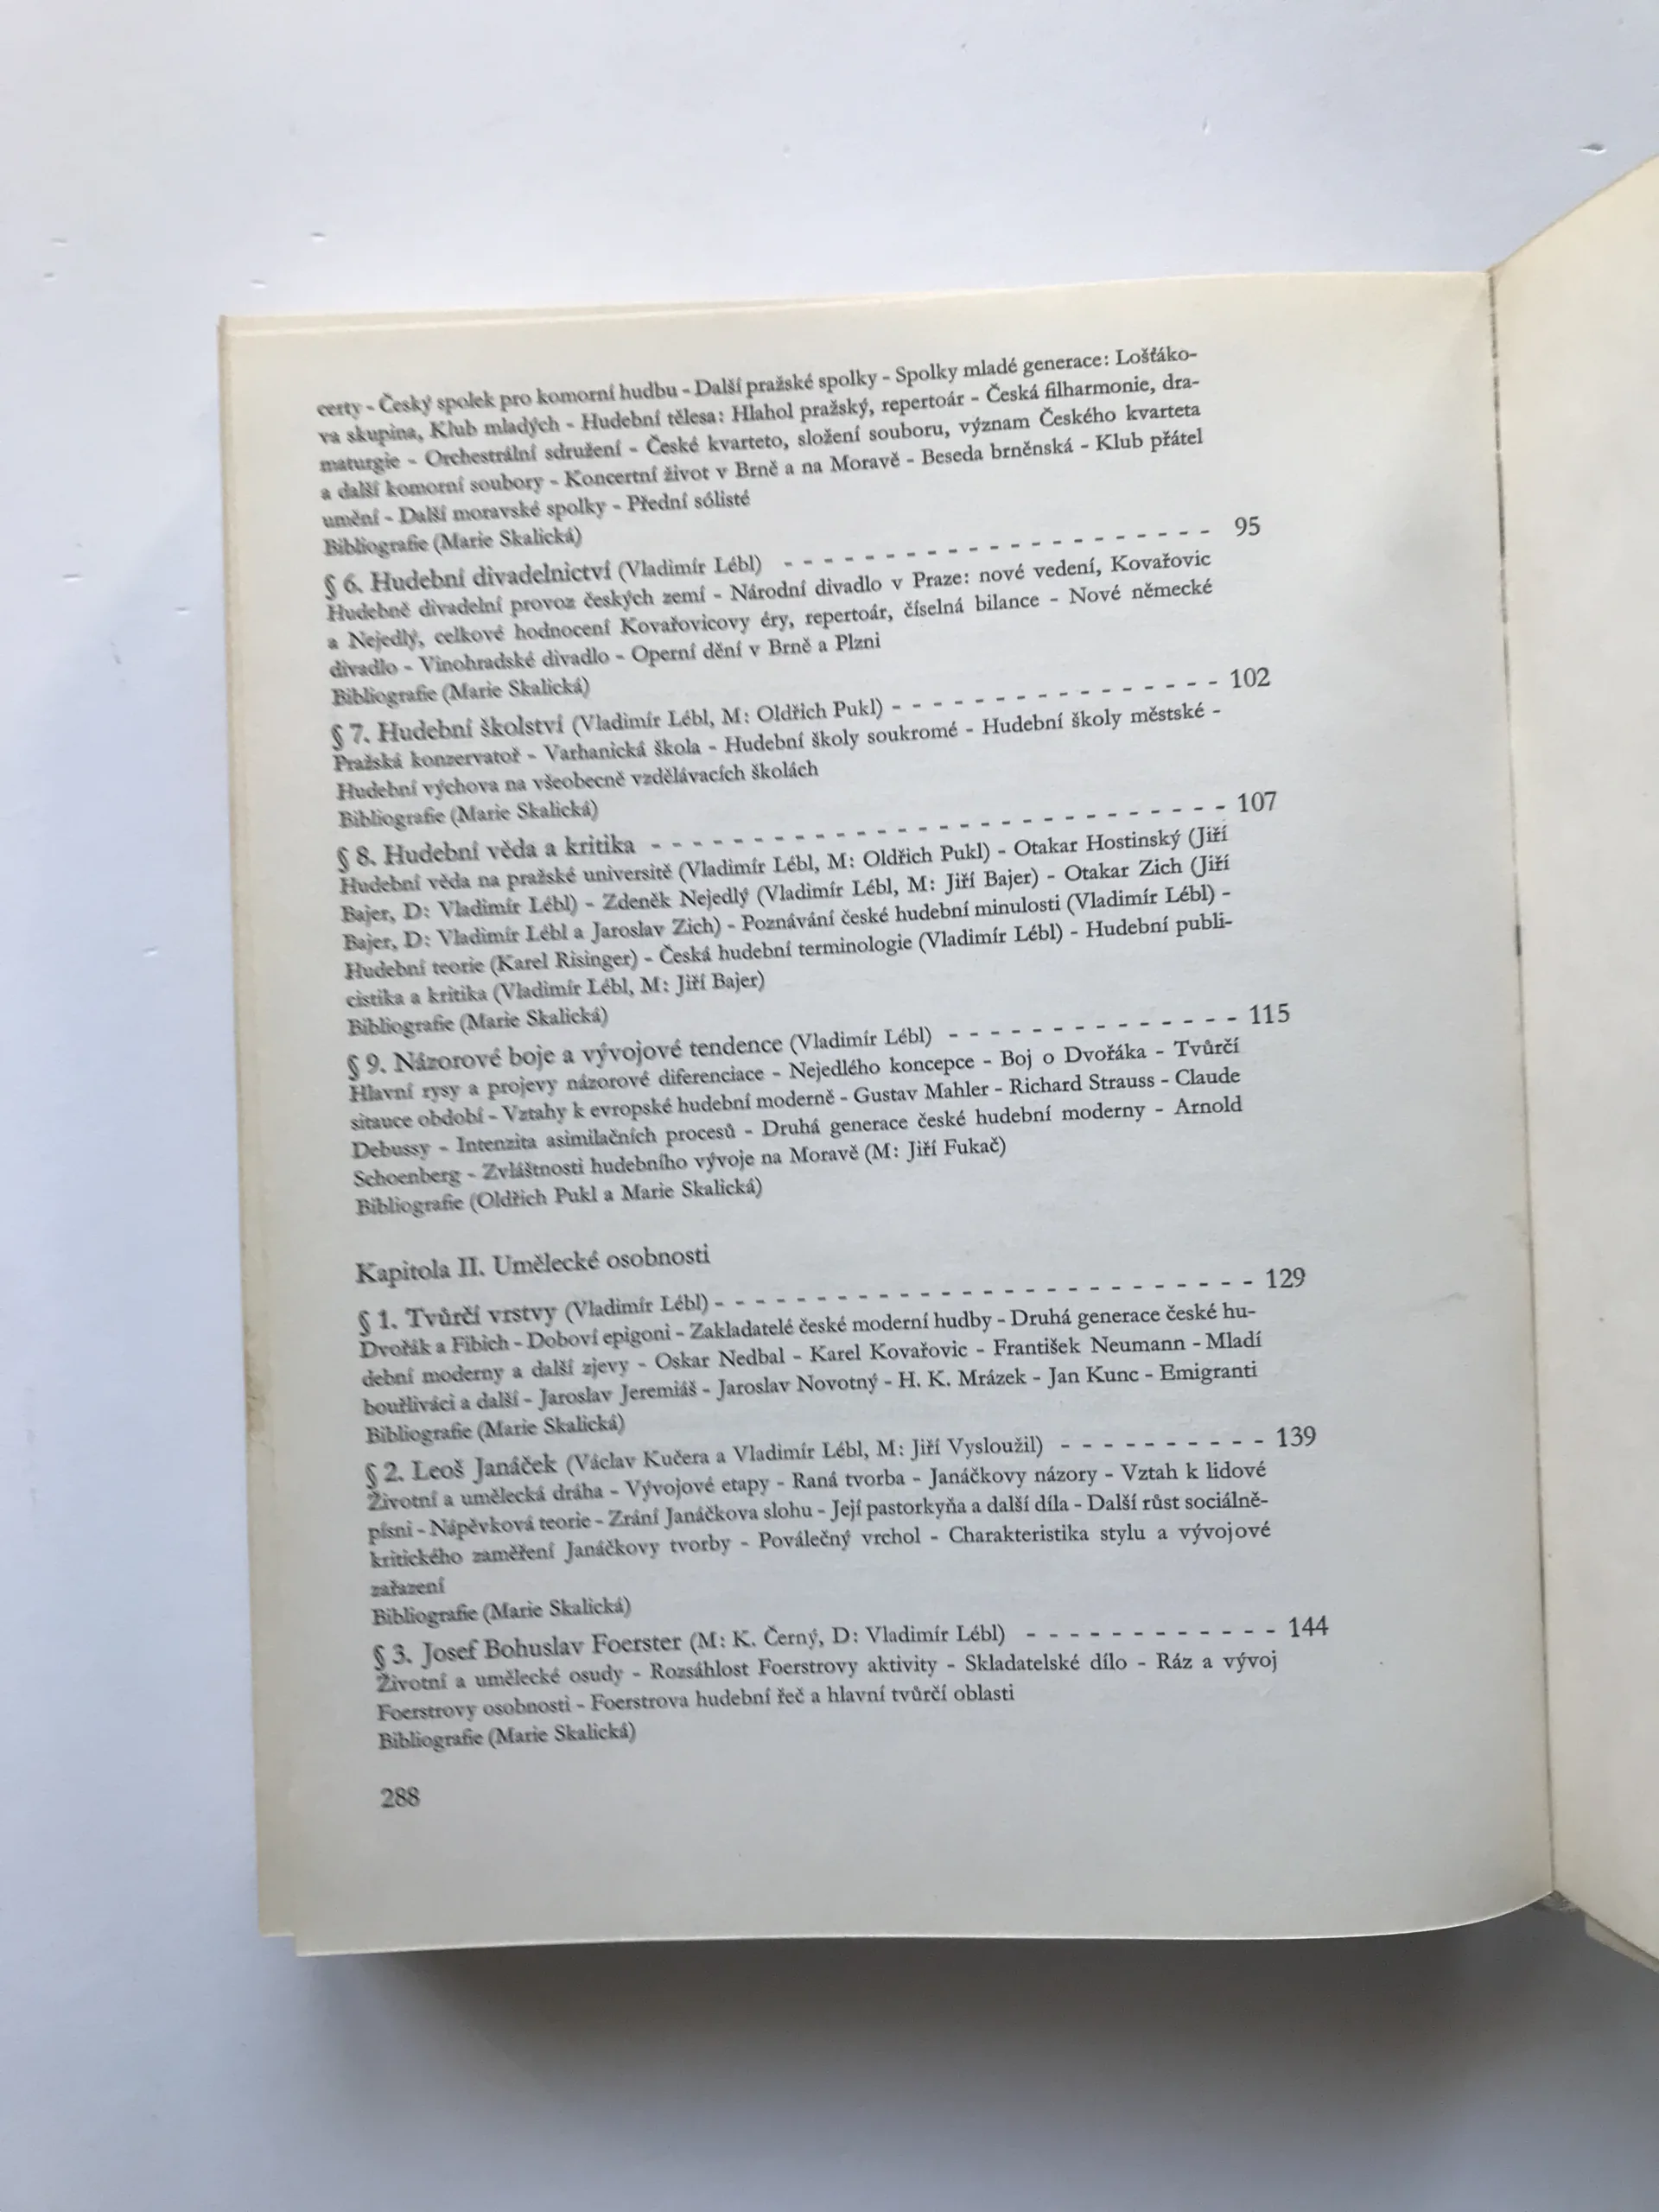 certy - Český spolek pro komorní hudbu - Další pražské spolky - Spolky mladé generace: Lošťáko-
va skupina, Klub mladých - Hudební tělesa: Hlahol pražský, repertoár - Česká filharmonie, dra-
maturgie - Orchestrální sdružení - České kvarteto, složení souboru, význam Českého kvarteta
a další komorní soubory - Koncertní život v Brně a na Moravě - Beseda brněnská - Klub přátel
umění - Další moravské spolky - Přední sólisté
Bibliografie (Marie Skalická)
§ 6. Hudební divadelnictví (Vladimír Lébl) - - - - - - - - - - - - - - - - - - - - 95
Hudebně divadelní provoz českých zemí - Národní divadlo v Praze: nové vedení, Kovařovic
a Nejedlý, celkové hodnocení Kovařovicovy éry, repertoár, číselná bilance - Nové německé
divadlo - Vinohradské divadlo - Operní dění v Brně a Plzni
Bibliografie (Marie Skalická)
§ 7. Hudební školství (Vladimír Lébl, M: Oldřich Pukl) - - - - - - - - - - - - - - - 102
Pražská konzervatoř - Varhanická škola - Hudební školy soukromé - Hudební školy městské -
Hudební výchova na všeobecně vzdělávacích školách
Bibliografie (Marie Skalická)
§ 8. Hudební věda a kritika - - - - - - - - - - - - - - - - - - - - - - - - - - - 107
Hudební věda na pražské universitě (Vladimír Lébl, M: Oldřich Pukl) - Otakar Hostinský (Jiří
Bajer, D: Vladimír Lébl) - Zdeněk Nejedlý (Vladimír Lébl, M: Jiří Bajer) - Otakar Zich (Jiří
Bajer, D: Vladimír Lébl a Jaroslav Zich) - Poznávání české hudební minulosti (Vladimír Lébl) -
Hudební teorie (Karel Risinger) - Česká hudební terminologie (Vladimír Lébl) - Hudební publi-
cistika a kritika (Vladimír Lébl, M: Jiří Bajer)
Bibliografie (Marie Skalická)
§ 9. Názorové boje a vývojové tendence (Vladimír Lébl) - - - - - - - - - - - - - - 115
Hlavní rysy a projevy názorové diferenciace - Nejedlého koncepce - Boj o Dvořáka - Tvůrčí
sitauce období - Vztahy k evropské hudební moderně - Gustav Mahler - Richard Strauss - Claude
Debussy - Intenzita asimilačních procesů - Druhá generace české hudební moderny - Arnold
Schoenberg - Zvláštnosti hudebního vývoje na Moravě (M: Jiří Fukač)
Bibliografie (Oldřich Pukl a Marie Skalická)
Kapitola II. Umělecké osobnosti
§ 1. Tvůrčí vrstvy (Vladimír Lébl) - - - - - - - - - - - - - - - - - - - - - - - - - 129
Dvořák a Fibich - Doboví epigoni - Zakladatelé české moderní hudby - Druhá generace české hu-
dební moderny a další zjevy - Oskar Nedbal - Karel Kovařovic - František Neumann - Mladí
bouřliváci a další - Jaroslav Jeremiáš - Jaroslav Novotný - H. K. Mrázek - Jan Kunc - Emigranti
Bibliografie (Marie Skalická)
§ 2. Leoš Janáček (Václav Kučera a Vladimír Lébl, M: Jiří Vysloužil) - - - - - - - - - - 139
Životní a umělecká dráha - Vývojové etapy - Raná tvorba - Janáčkovy názory - Vztah k lidové
písni - Nápěvková teorie - Zrání Janáčkova slohu - Její pastorkyňa a další díla - Další růst sociálně-
kritického zaměření Janáčkovy tvorby - Poválečný vrchol - Charakteristika stylu a vývojové
zařazení
Bibliografie (Marie Skalická)
§ 3. Josef Bohuslav Foerster (M: K. Černý, D: Vladimír Lébl) - - - - - - - - - - - - 144
Životní a umělecké osudy - Rozsáhlost Foerstrovy aktivity - Skladatelské dílo - Ráz a vývoj
Foerstrovy osobnosti - Foerstrova hudební řeč a hlavní tvůrčí oblasti
Bibliografie (Marie Skalická)
288